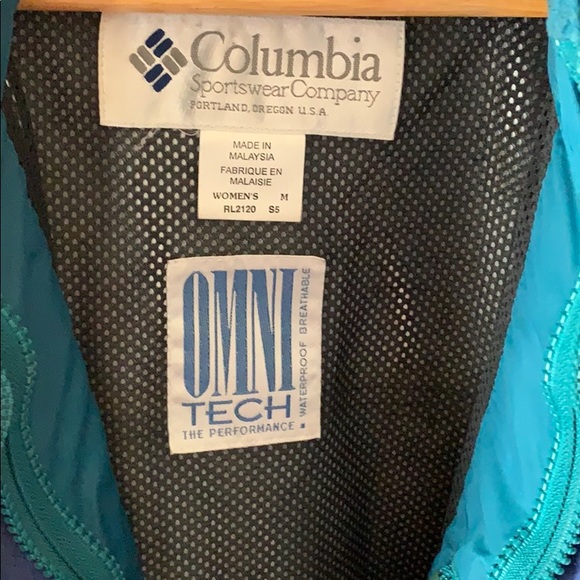 Columbia
Sportswear Company
PORTLAND, OREGON U.S.A.
MADE IN
MALAYSIA
FABRIQUE EN
MALAISIE
WOMEN'S M
RL2120 S5
OMNI
TECH
THE PERFORMANCE
WATERPROOF BREATHABLE